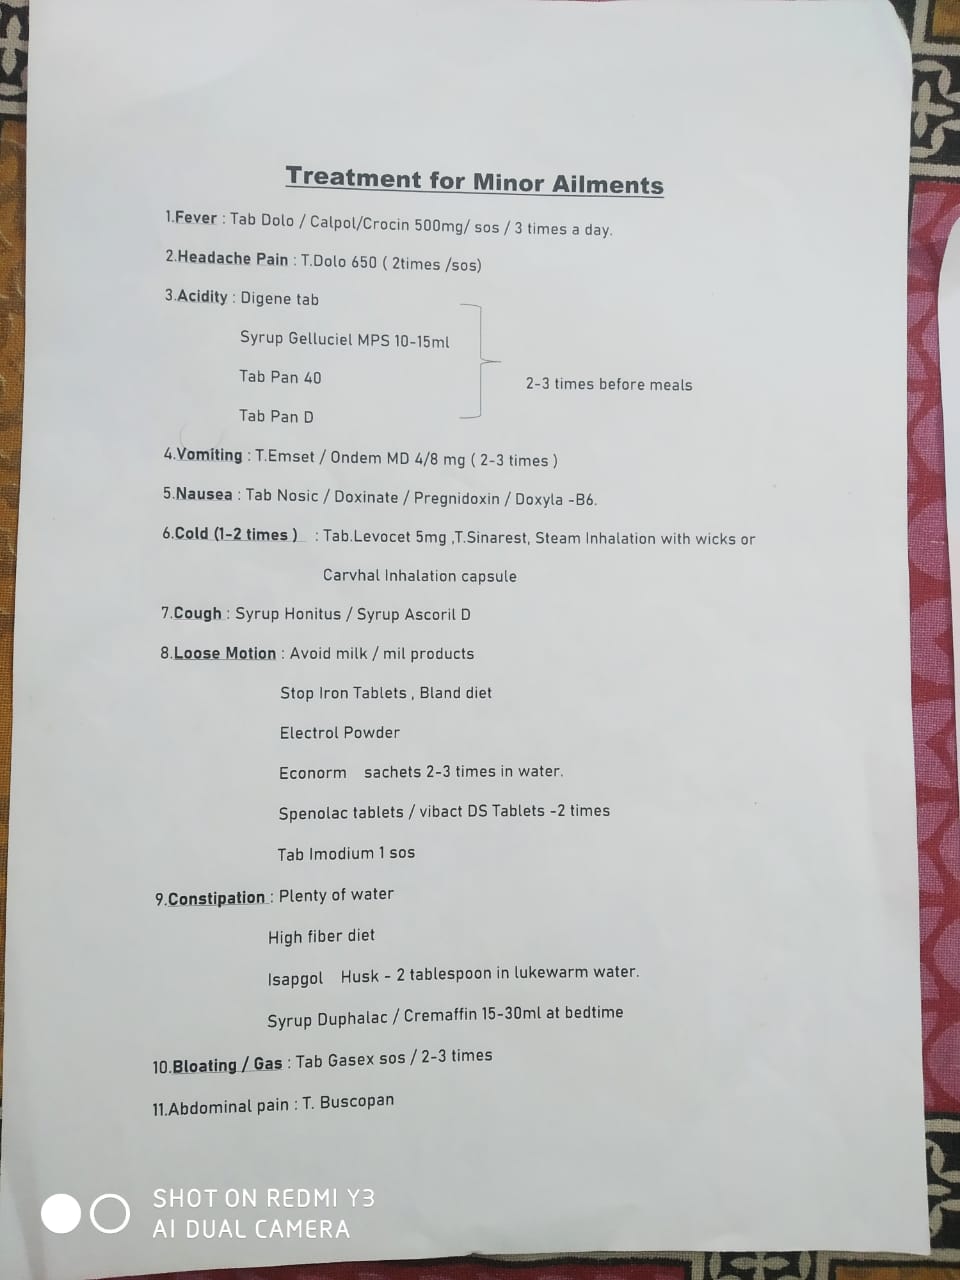 Treatment for Minor Ailments
1.Fever : Tab Dolo / Calpol/Crocin 500mg/ sos / 3 times a day.
2.Headache Pain : T.Dolo 650 ( 2times /sos)
3.Acidity : Digene tab
Syrup Gelluciel MPS 10-15ml
Tab Pan 40
2-3 times before meals
Tab Pan D
4.Vomiting : T.Emset / Ondem MD 4/8 mg ( 2-3 times )
5.Nausea : Tab Nosic / Doxinate / Pregnidoxin / Doxyla -B6.
6.Cold (1-2 times ) : Tab.Levocet 5mg ,T.Sinarest, Steam Inhalation with wicks or
Carvhal Inhalation capsule
7.Cough : Syrup Honitus / Syrup Ascoril D
8.Loose Motion : Avoid milk / mil products
Stop Iron Tablets , Bland diet
Electrol Powder
Econorm sachets 2-3 times in water.
Spenolac tablets / vibact DS Tablets -2 times
Tab Imodium 1 sos
9.Constipation : Plenty of water
High fiber diet
Isapgol Husk - 2 tablespoon in lukewarm water.
Syrup Duphalac / Cremaffin 15-30ml at bedtime
10.Bloating / Gas : Tab Gasex sos / 2-3 times
11.Abdominal pain : T. Buscopan
SHOT ON REDMI Y3
AI DUAL CAMERA